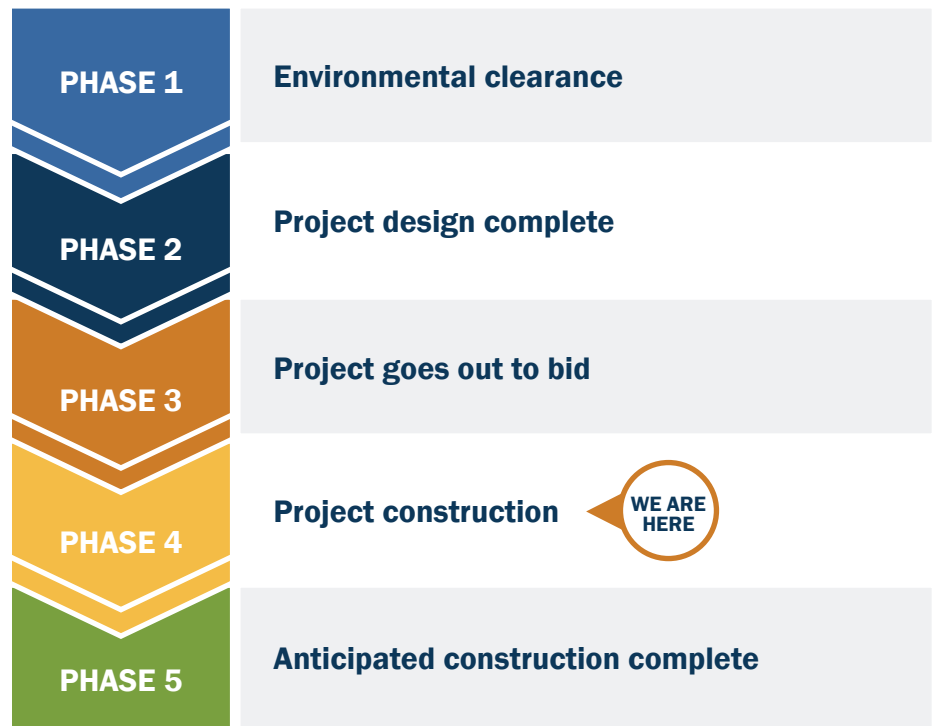 PHASE 1
Environmental clearance
PHASE 2
Project design complete
PHASE 3
Project goes out to bid
PHASE 4
Project construction
WE ARE
HERE
PHASE 5
Anticipated construction complete